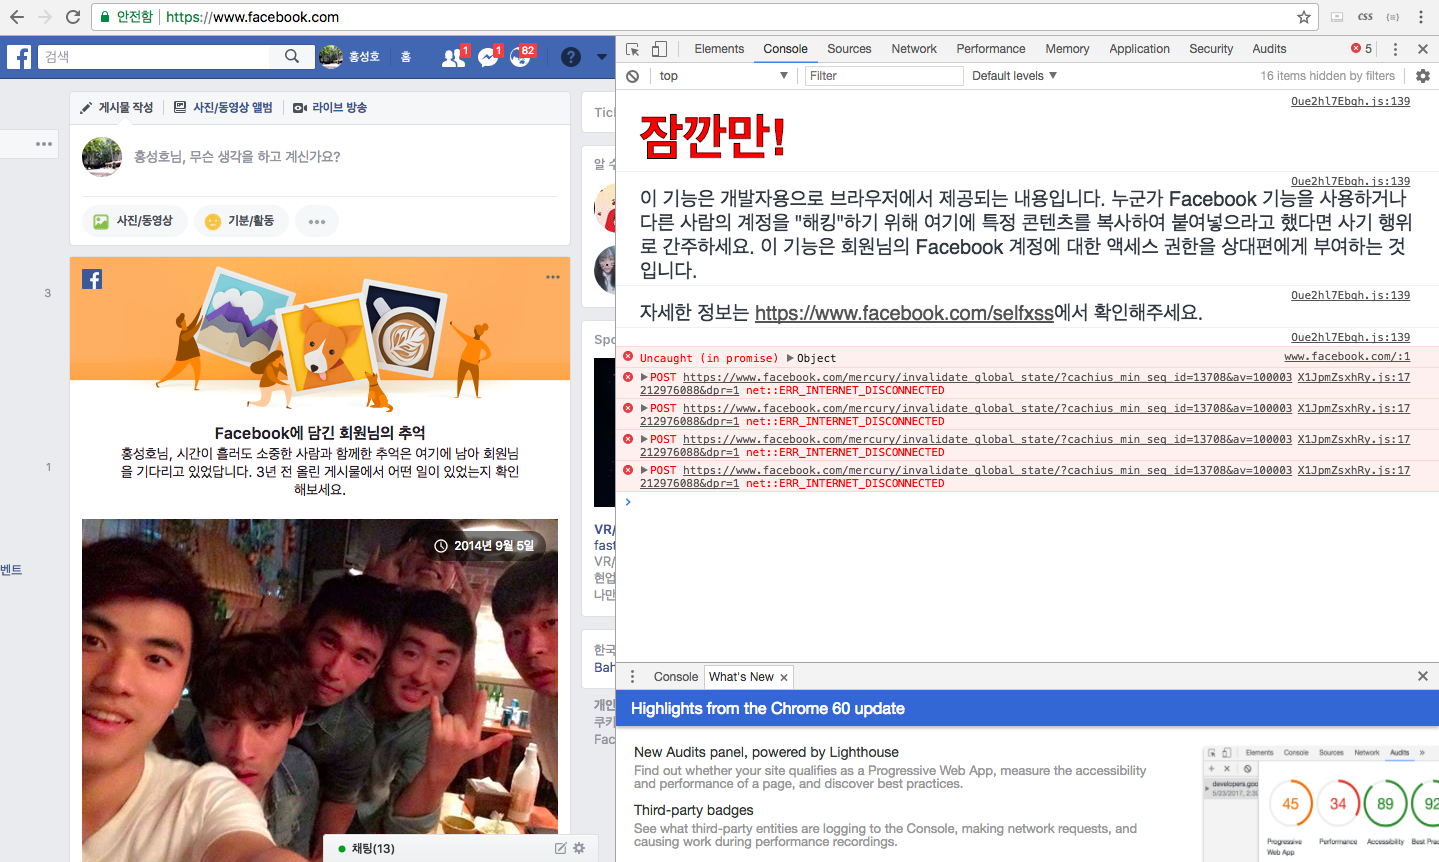 안전함 https://www.facebook.com
검색
홍성호 홈 1 1 82
게시물 작성 사진/동영상 앨범 라이브 방송
홍성호님, 무슨 생각을 하고 계신가요?
사진/동영상 기분/활동
3
1
벤트
Facebook에 담긴 회원님의 추억
홍성호님, 시간이 흘러도 소중한 사람과 함께한 추억은 여기에 남아 회원님
을 기다리고 있었답니다. 3년 전 올린 게시물에서 어떤 일이 있었는지 확인
해보세요.
2014년 9월 5일
채팅(13)
Tic
알 수
Spo
VR/
fast
VR/
현업
나만
한국
Bah
개인
쿠키
Fac
Elements Console Sources Network Performance Memory Application Security Audits 5
top Filter Default levels 16 items hidden by filters
Oue2hl7Ebqh.js:139
잠깐만!
Oue2hl7Ebqh.js:139
이 기능은 개발자용으로 브라우저에서 제공되는 내용입니다. 누군가 Facebook 기능을 사용하거나
다른 사람의 계정을 "해킹"하기 위해 여기에 특정 콘텐츠를 복사하여 붙여넣으라고 했다면 사기 행위
로 간주하세요. 이 기능은 회원님의 Facebook 계정에 대한 액세스 권한을 상대편에게 부여하는 것
입니다.
Oue2hl7Ebqh.js:139
자세한 정보는 https://www.facebook.com/selfxss에서 확인해주세요.
Oue2hl7Ebqh.js:139
Uncaught (in promise) Object www.facebook.com/:1
POST https://www.facebook.com/mercury/invalidate_global_state/?cachius_min_seq_id=13708&av=100003 X1JpmZsxhRy.js:17
212976088&dpr=1 net::ERR_INTERNET_DISCONNECTED
POST https://www.facebook.com/mercury/invalidate_global_state/?cachius_min_seq_id=13708&av=100003 X1JpmZsxhRy.js:17
212976088&dpr=1 net::ERR_INTERNET_DISCONNECTED
POST https://www.facebook.com/mercury/invalidate_global_state/?cachius_min_seq_id=13708&av=100003 X1JpmZsxhRy.js:17
212976088&dpr=1 net::ERR_INTERNET_DISCONNECTED
POST https://www.facebook.com/mercury/invalidate_global_state/?cachius_min_seq_id=13708&av=100003 X1JpmZsxhRy.js:17
212976088&dpr=1 net::ERR_INTERNET_DISCONNECTED
Console What's New
Highlights from the Chrome 60 update
New Audits panel, powered by Lighthouse
Find out whether your site qualifies as a Progressive Web App, measure the accessibility
and performance of a page, and discover best practices.
Third-party badges
See what third-party entities are logging to the Console, making network requests, and
causing work during performance recordings.
Elements Console Sources Network Audits »
developers.goo
5/23/2017, 2:35
45 34 89 92
Progressive Performance Accessibility Best Prac
Web App